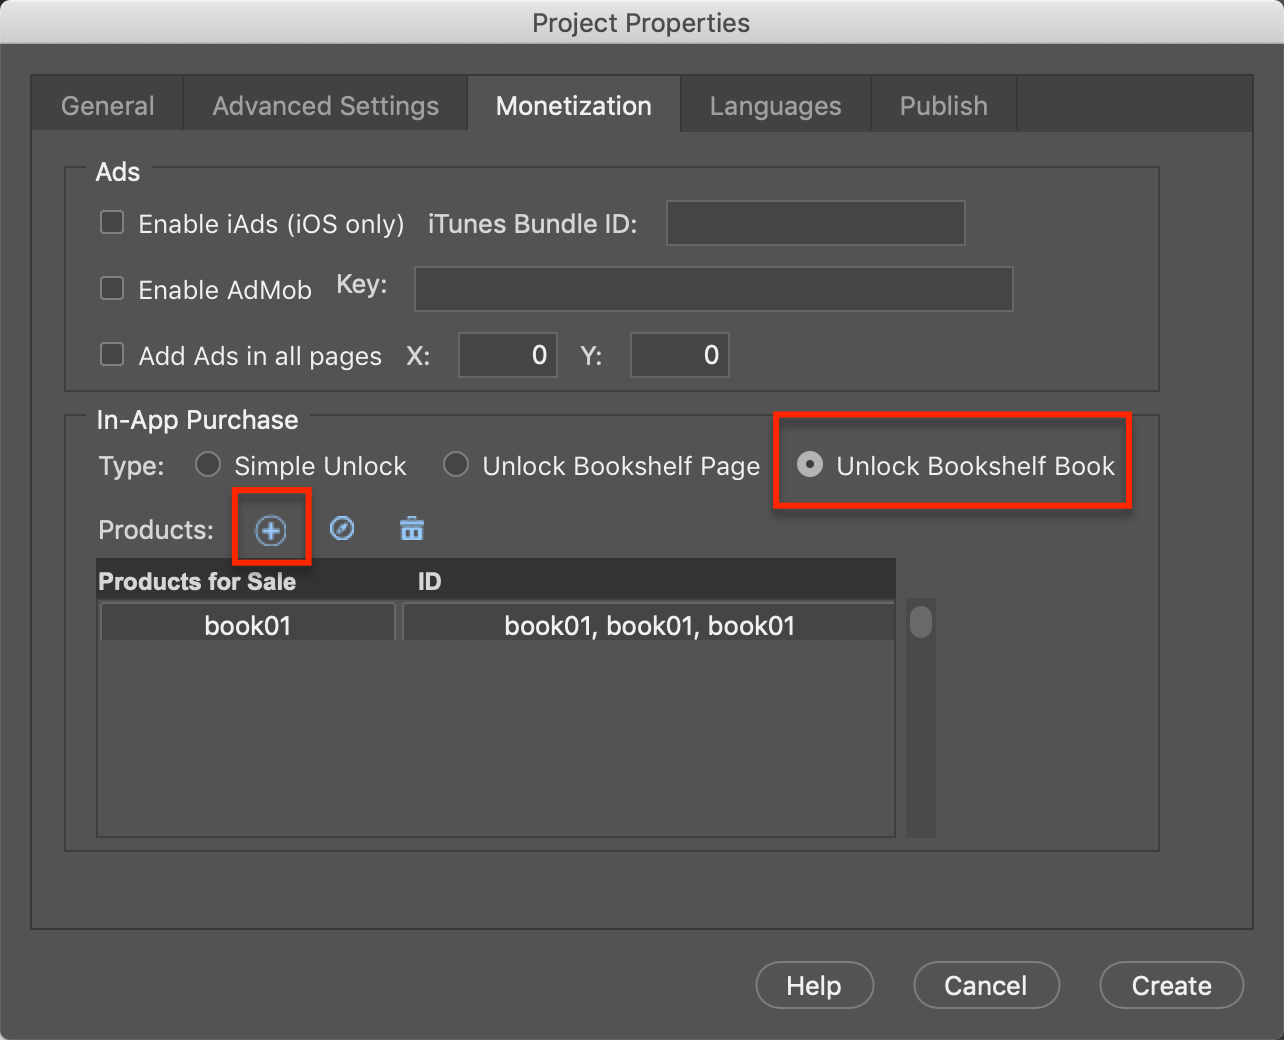 Project Properties
General Advanced Settings Monetization Languages Publish
Ads
Enable iAds (iOS only) iTunes Bundle ID:
Enable AdMob Key:
Add Ads in all pages X: 0 Y: 0
In-App Purchase
Type: Simple Unlock Unlock Bookshelf Page Unlock Bookshelf Book
Products:
Products for Sale ID
book01 book01, book01, book01
Help Cancel Create